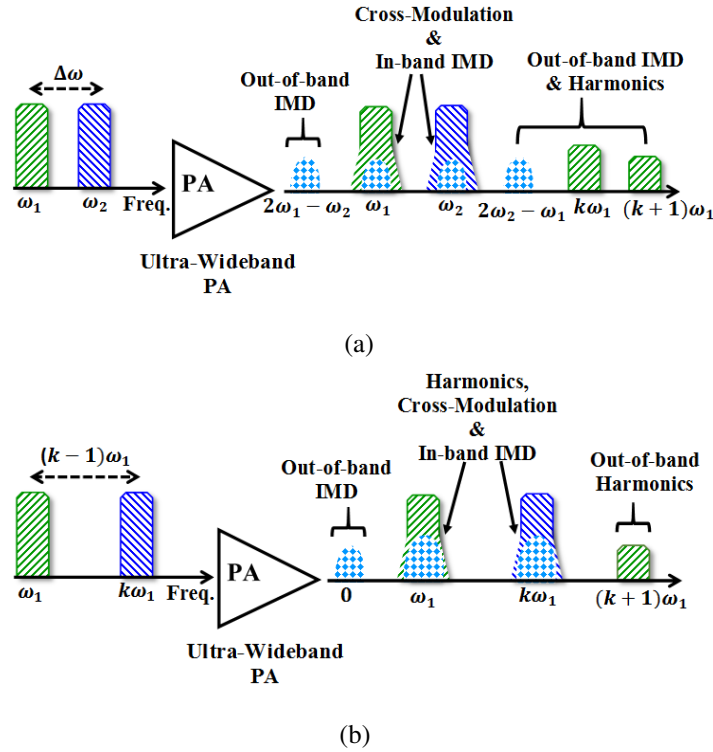 Cross-Modulation
&
In-band IMD
Out-of-band
IMD
Out-of-band IMD
& Harmonics
Δω
PA
ω₁
ω₂
Freq.
2ω₁ − ω₂
ω₁
ω₂
2ω₂ − ω₁
kω₁
(k + 1)ω₁
Ultra-Wideband
PA
(a)
Harmonics,
Cross-Modulation
&
In-band IMD
(k − 1)ω₁
Out-of-band
IMD
Out-of-band
Harmonics
PA
ω₁
kω₁
Freq.
0
ω₁
kω₁
(k + 1)ω₁
Ultra-Wideband
PA
(b)